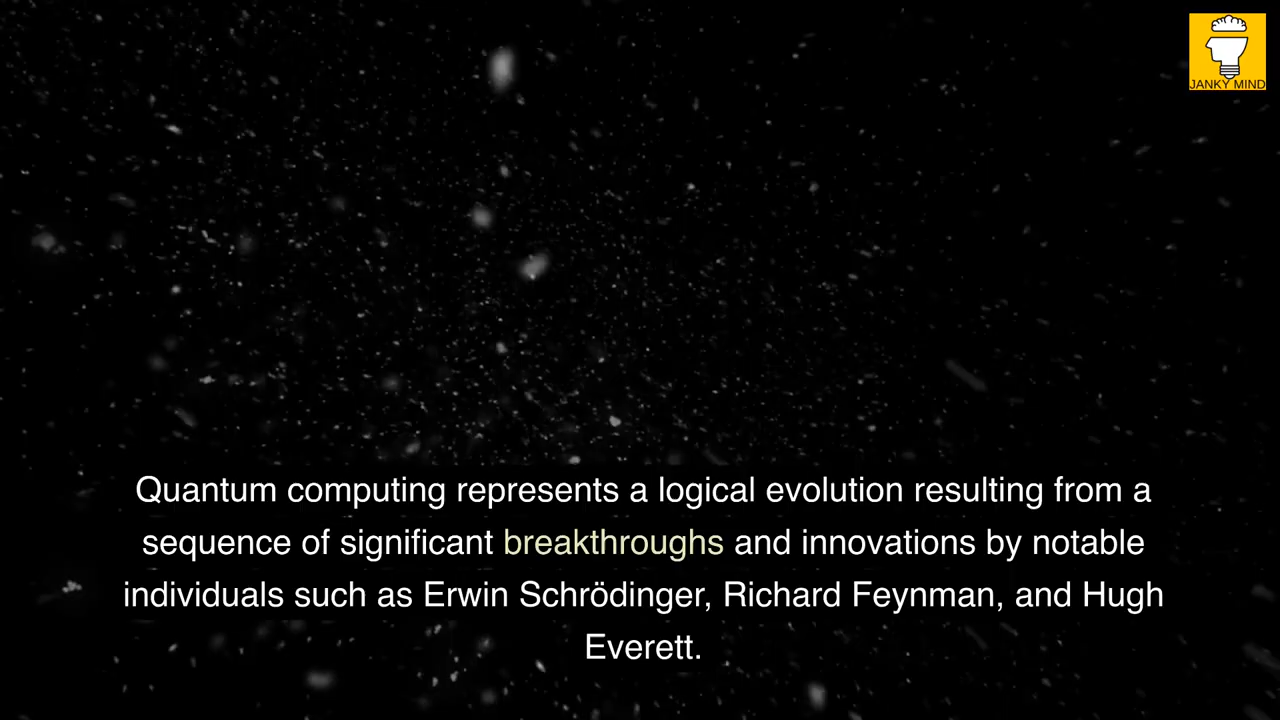 JANKY MIND
Quantum computing represents a logical evolution resulting from a
sequence of significant breakthroughs and innovations by notable
individuals such as Erwin Schrödinger, Richard Feynman, and Hugh
Everett.